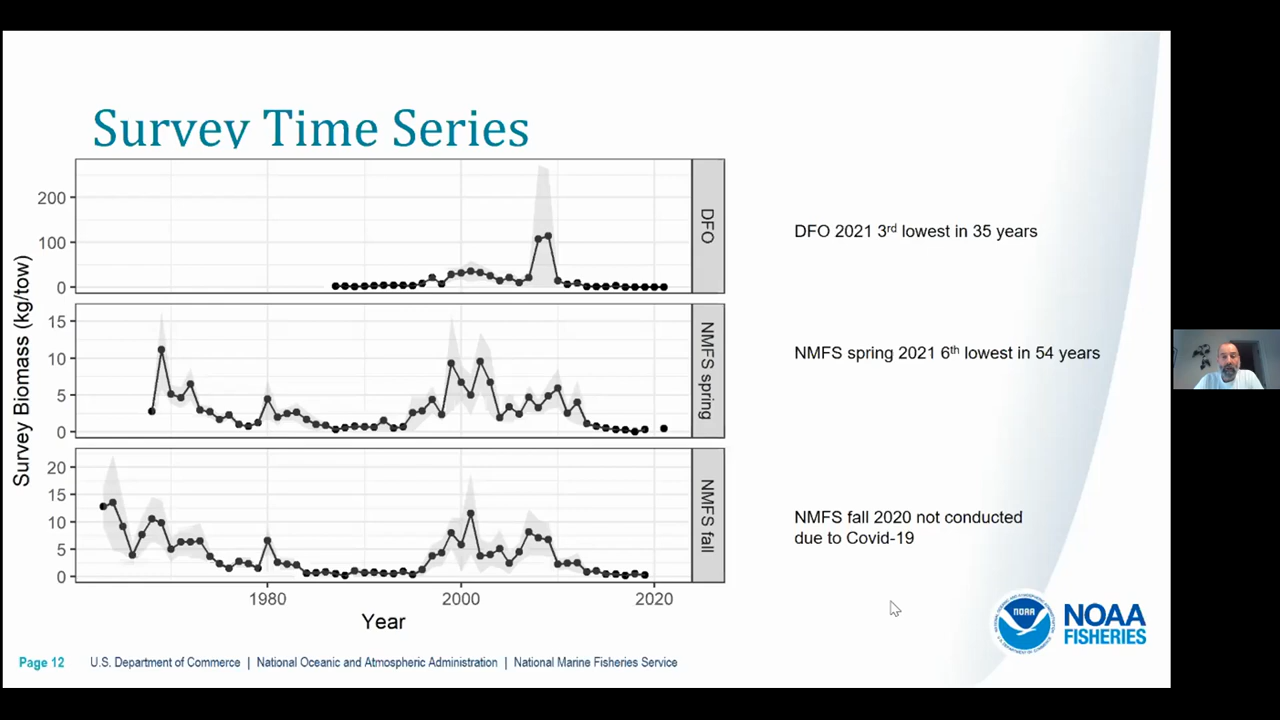 Survey Time Series
Survey Biomass (kg/tow)
200
100
0
DFO
15
10
5
0
NMFS spring
20
15
10
5
0
NMFS fall
1980
2000
2020
Year
DFO 2021 3rd lowest in 35 years
NMFS spring 2021 6th lowest in 54 years
NMFS fall 2020 not conducted
due to Covid-19
NOAA
NOAA
FISHERIES
Page 12
U.S. Department of Commerce | National Oceanic and Atmospheric Administration | National Marine Fisheries Service